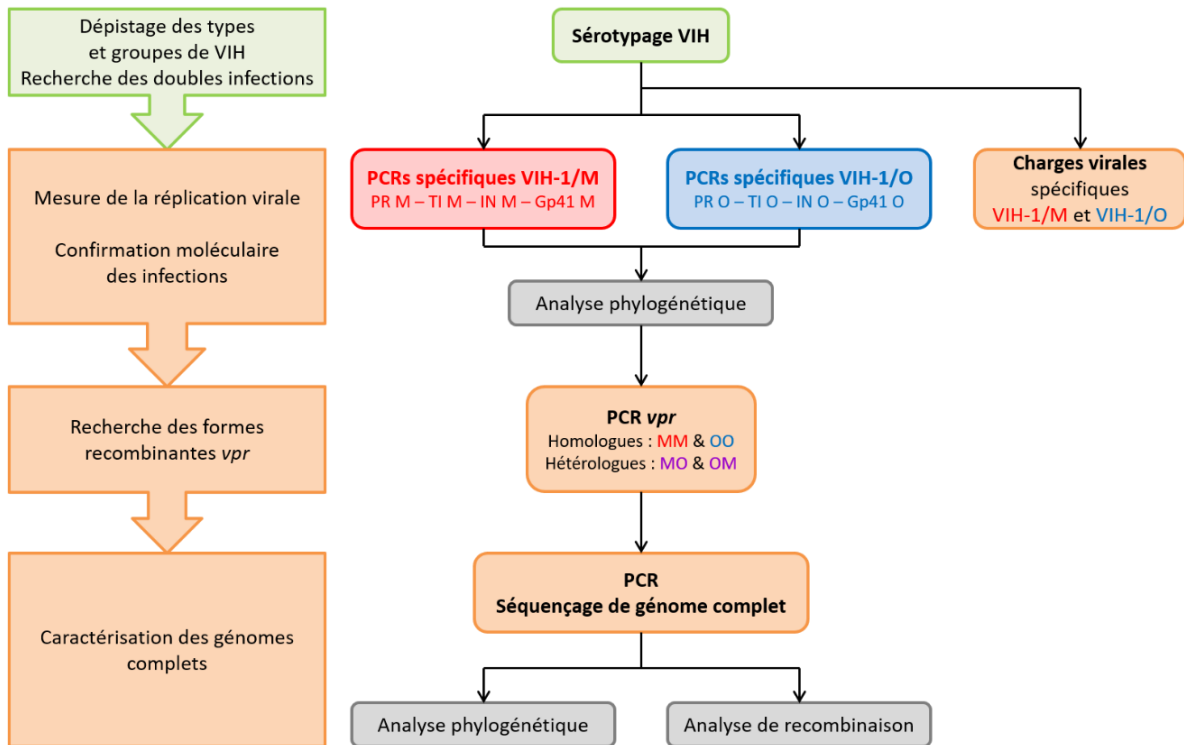 Dépistage des types
et groupes de VIH
Recherche des doubles infections
Sérotypage VIH
Mesure de la réplication virale
Confirmation moléculaire
des infections
PCRs spécifiques VIH-1/M
PR M – TI M – IN M – Gp41 M
PCRs spécifiques VIH-1/O
PR O – TI O – IN O – Gp41 O
Charges virales
spécifiques
VIH-1/M et VIH-1/O
Analyse phylogénétique
Recherche des formes
recombinantes vpr
PCR vpr
Homologues : MM & OO
Hétérologues : MO & OM
Caractérisation des génomes
complets
PCR
Séquençage de génome complet
Analyse phylogénétique
Analyse de recombinaison